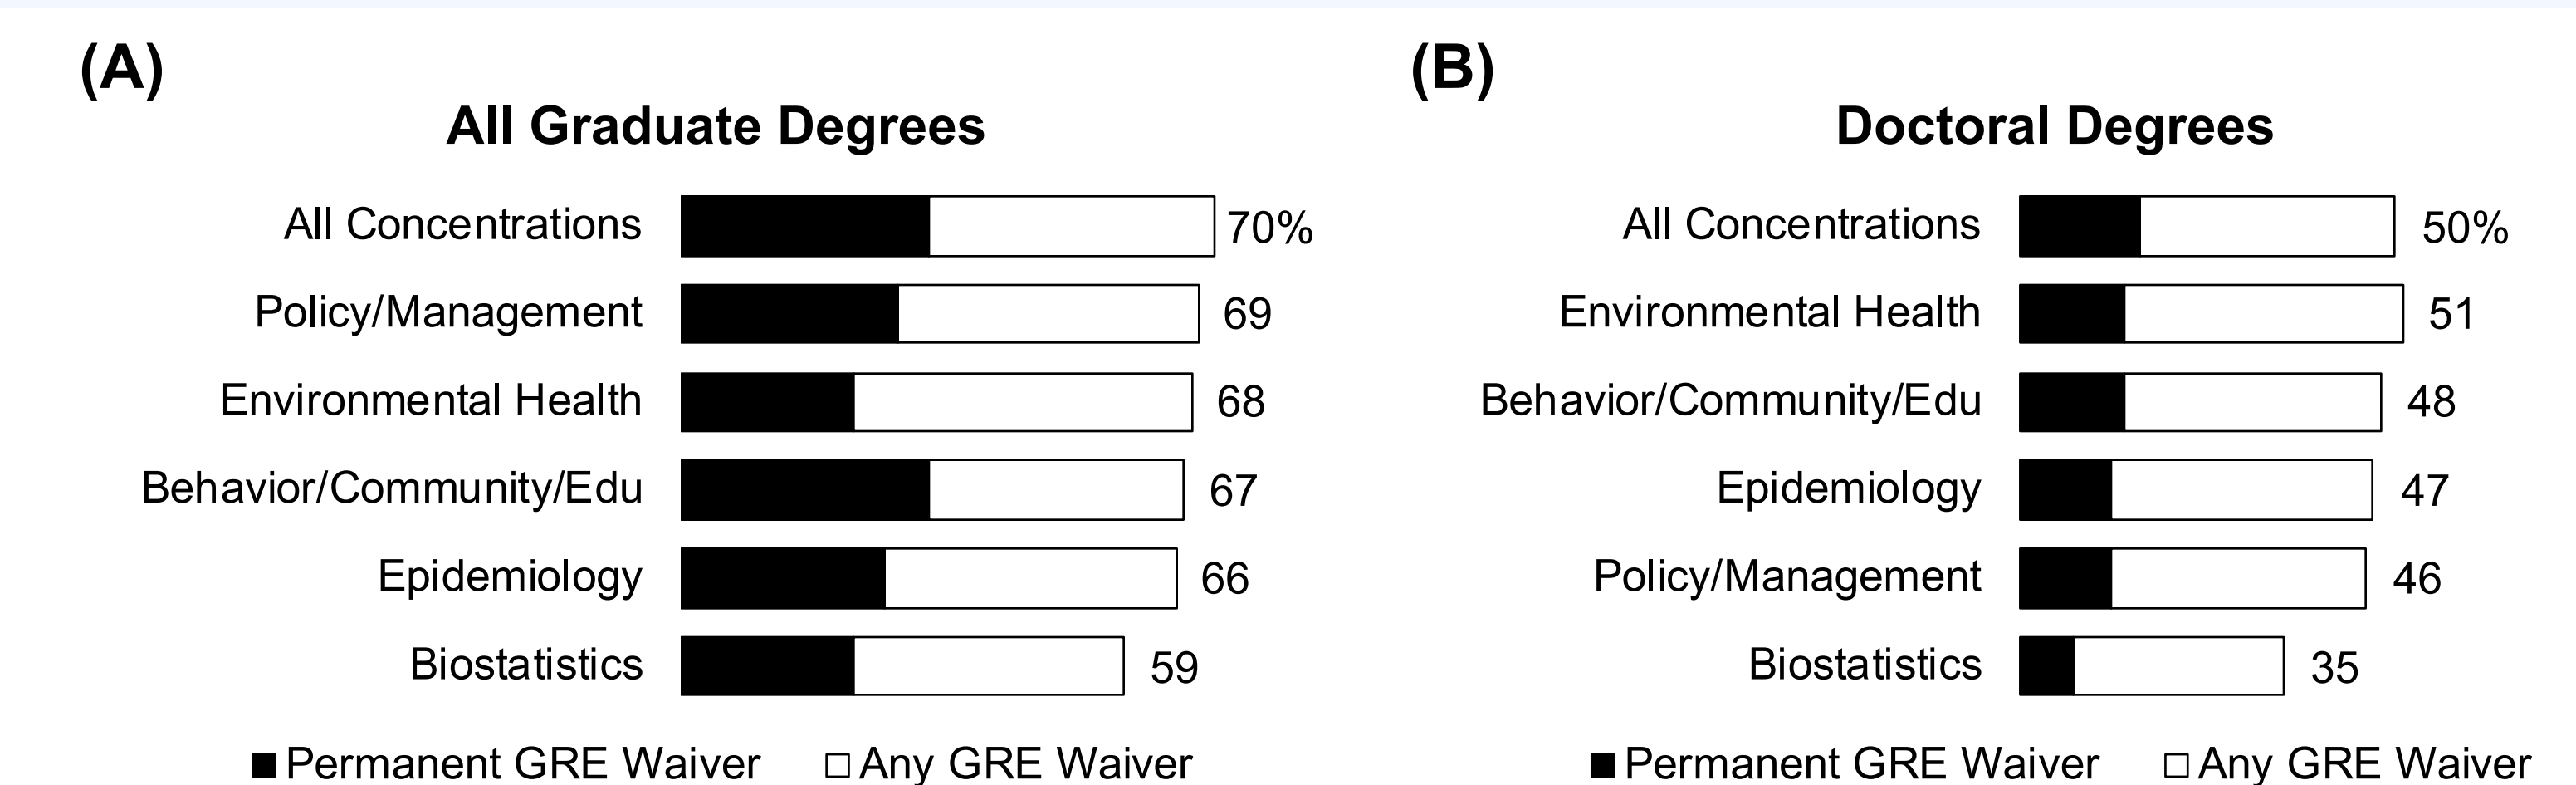 (A)
All Graduate Degrees
All Concentrations 70%
Policy/Management 69
Environmental Health 68
Behavior/Community/Edu 67
Epidemiology 66
Biostatistics 59
Permanent GRE Waiver Any GRE Waiver
(B)
Doctoral Degrees
All Concentrations 50%
Environmental Health 51
Behavior/Community/Edu 48
Epidemiology 47
Policy/Management 46
Biostatistics 35
Permanent GRE Waiver Any GRE Waiver